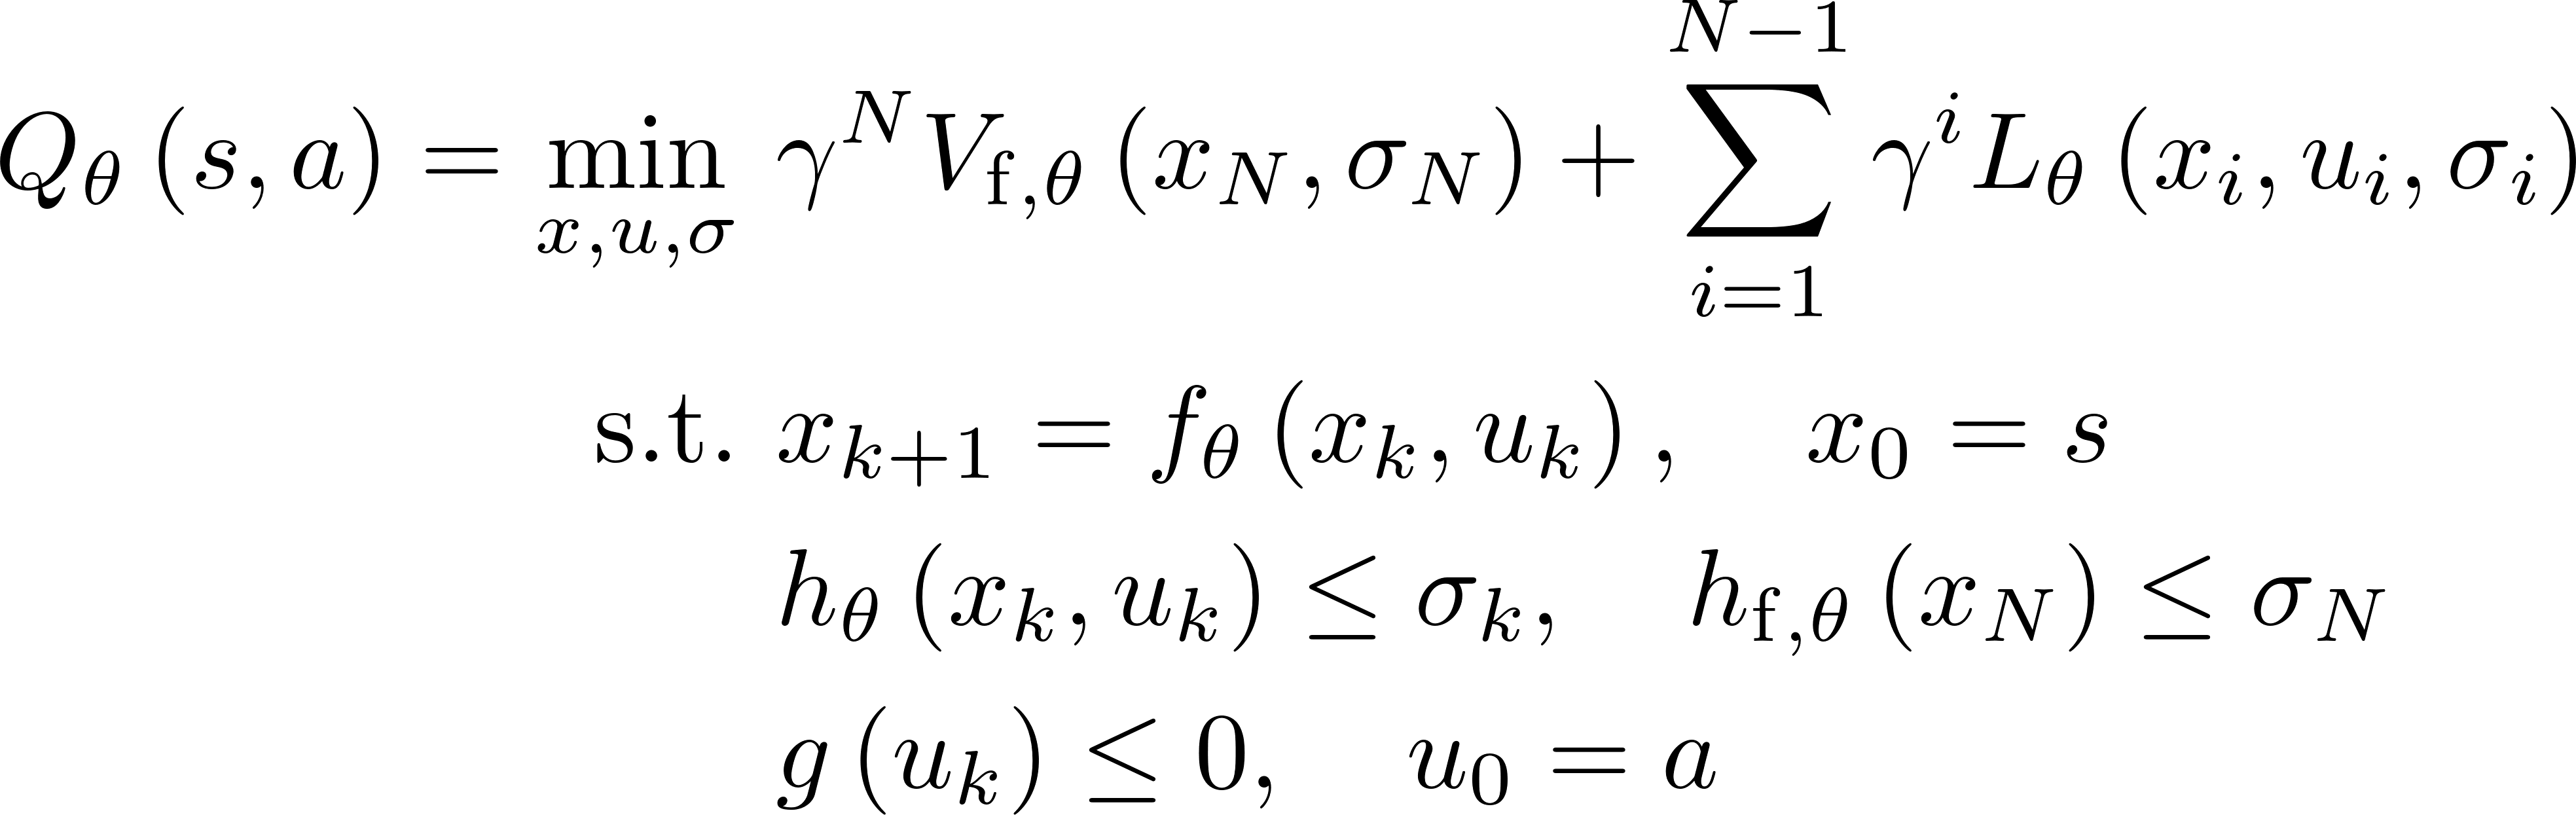 Q_θ (s, a) = min_{x,u,σ} γ^N V_{f,θ} (x_N, σ_N) + ∑_{i=1}^{N−1} γ^i L_θ (x_i, u_i, σ_i)
s.t. x_{k+1} = f_θ (x_k, u_k), x_0 = s
h_θ (x_k, u_k) ≤ σ_k, h_{f,θ} (x_N) ≤ σ_N
g (u_k) ≤ 0, u_0 = a